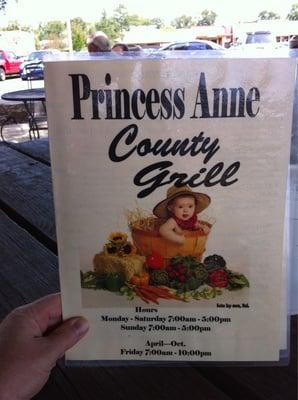 Princess Anne
County
Grill
Hours
Monday - Saturday 7:00am - 5:00pm
Sunday 7:00am - 5:00pm
April—Oct.
Friday 7:00am - 10:00pm